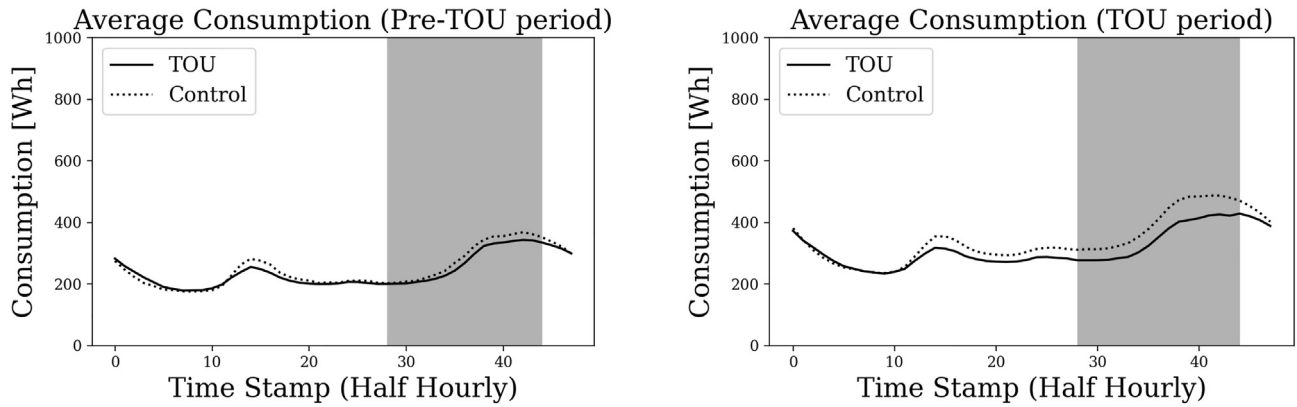 Average Consumption (Pre-TOU period)
Consumption [Wh]
1000
800
600
400
200
0
TOU
Control
0
10
20
30
40
Time Stamp (Half Hourly)
Average Consumption (TOU period)
Consumption [Wh]
1000
800
600
400
200
0
TOU
Control
0
10
20
30
40
Time Stamp (Half Hourly)